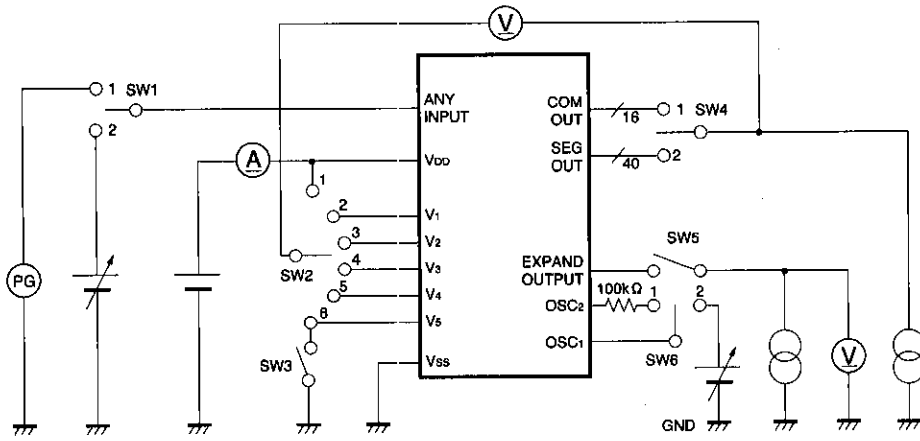 V
1
SW1
2
ANY
INPUT
COM
OUT
16
1
SW4
SEG
OUT
40
2
A
VDD
1
2
V1
3
V2
SW2
4
V3
5
V4
6
V5
SW3
VSS
PG
EXPAND
OUTPUT
SW5
100kΩ
OSC2
1
2
OSC1
SW6
V
GND